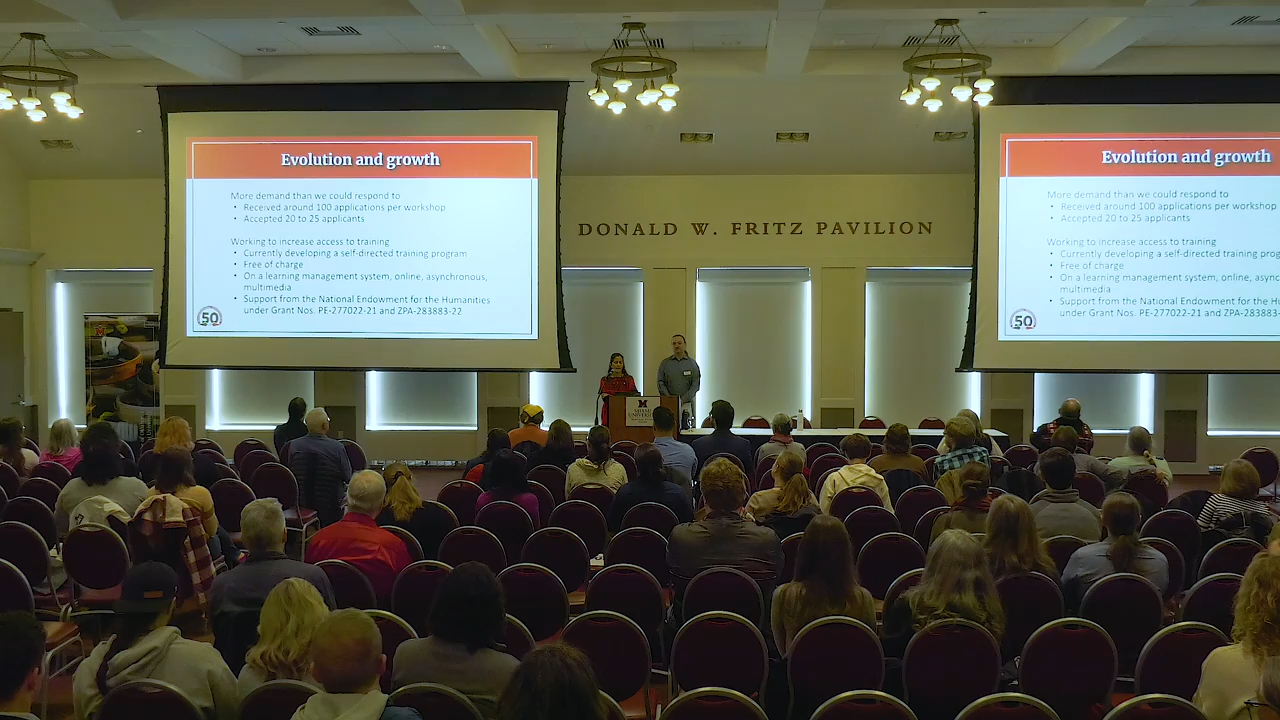 Evolution and growth
More demand than we could respond to
• Received around 100 applications per workshop
• Accepted 20 to 25 applicants
Working to increase access to training
• Currently developing a self-directed training program
• Free of charge
• On a learning management system, online, asynchronous,
multimedia
• Support from the National Endowment for the Humanities
under Grant Nos. PE-277022-21 and ZPA-283883-22
50
DONALD W. FRITZ PAVILION
MIAMI
UNIVERSITY
Evolution and growth
More demand than we could respond to
• Received around 100 applications per workshop
• Accepted 20 to 25 applicants
Working to increase access to training
• Currently developing a self-directed training prog
• Free of charge
• On a learning management system, online, async
multimedia
• Support from the National Endowment for the H
under Grant Nos. PE-277022-21 and ZPA-283883-
50